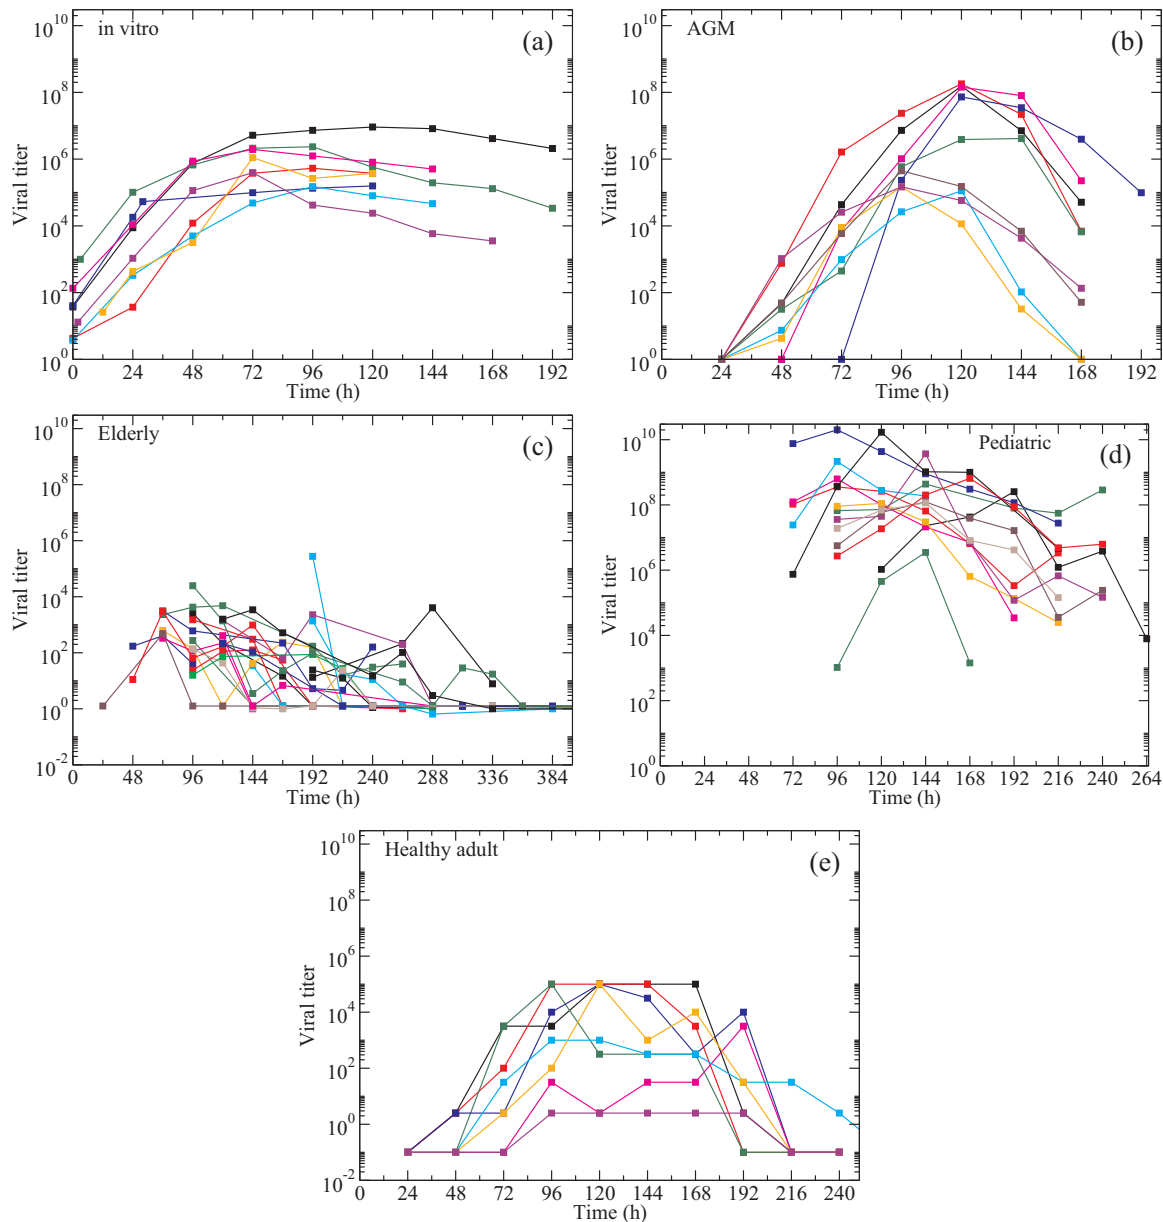 in vitro
(a)
10^10
10^8
10^6
10^4
10^2
10^0
Viral titer
0 24 48 72 96 120 144 168 192
Time (h)
AGM
(b)
10^10
10^8
10^6
10^4
10^2
10^0
Viral titer
0 24 48 72 96 120 144 168 192
Time (h)
Elderly
(c)
10^10
10^8
10^6
10^4
10^2
10^0
10^-2
Viral titer
0 48 96 144 192 240 288 336 384
Time (h)
Pediatric
(d)
10^10
10^8
10^6
10^4
10^2
10^0
Viral titer
0 24 48 72 96 120 144 168 192 216 240 264
Time (h)
Healthy adult
(e)
10^10
10^8
10^6
10^4
10^2
10^0
10^-2
Viral titer
0 24 48 72 96 120 144 168 192 216 240
Time (h)